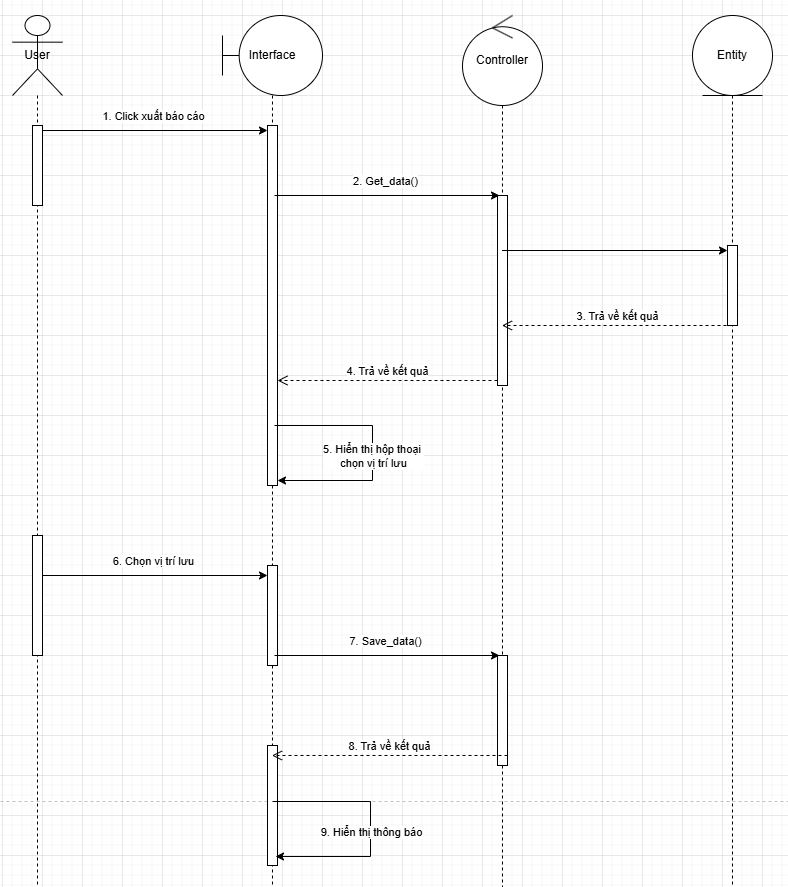 User
Interface
Controller
Entity
1. Click xuất báo cáo
2. Get_data()
3. Trả về kết quả
4. Trả về kết quả
5. Hiển thị hộp thoại
chọn vị trí lưu
6. Chọn vị trí lưu
7. Save_data()
8. Trả về kết quả
9. Hiển thị thông báo